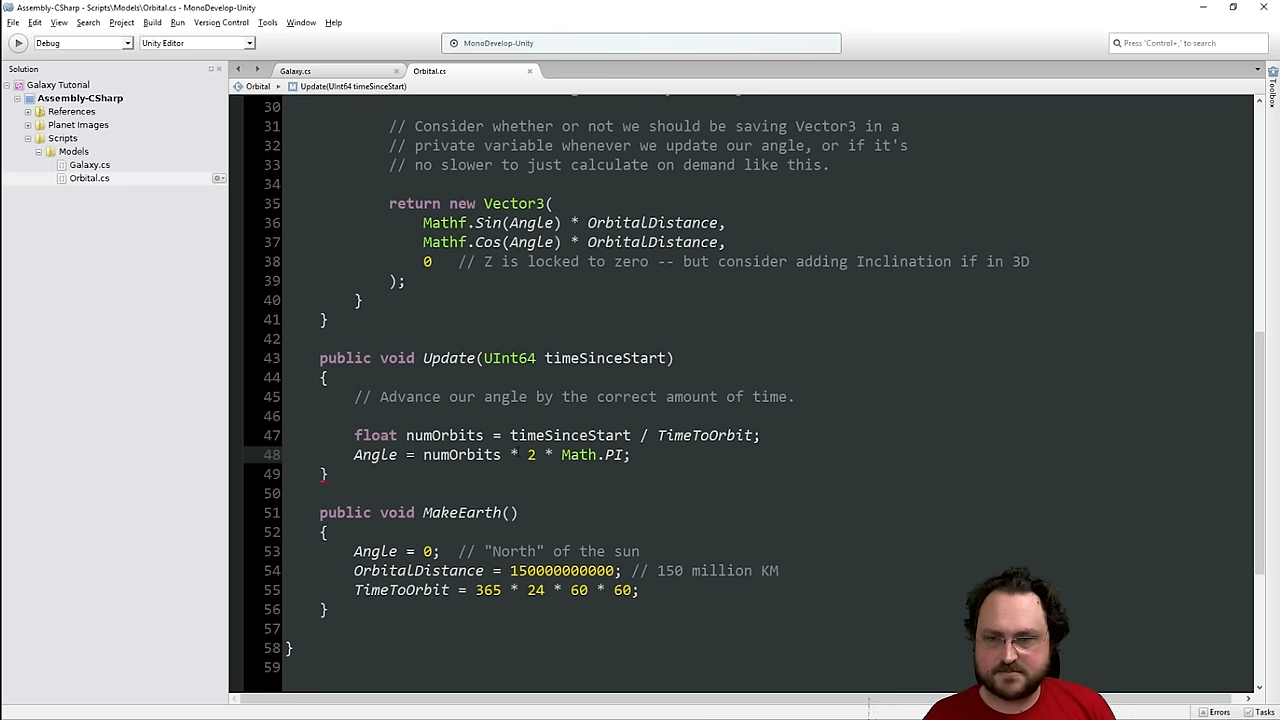 Assembly-CSharp - Scripts\Models\Orbital.cs - MonoDevelop-Unity
File Edit View Search Project Build Run Version Control Tools Window Help
Debug Unity Editor MonoDevelop-Unity Press 'Control+,' to search
Solution Galaxy.cs Orbital.cs
Galaxy Tutorial Orbital Update(UInt64 timeSinceStart)
Assembly-CSharp
References
Planet Images
Scripts
Models
Galaxy.cs
Orbital.cs
Toolbox
30
31 // Consider whether or not we should be saving Vector3 in a
32 // private variable whenever we update our angle, or if it's
33 // no slower to just calculate on demand like this.
34
35 return new Vector3(
36 Mathf.Sin(Angle) * OrbitalDistance,
37 Mathf.Cos(Angle) * OrbitalDistance,
38 0 // Z is locked to zero -- but consider adding Inclination if in 3D
39 );
40 }
41 }
42
43 public void Update(UInt64 timeSinceStart)
44 {
45 // Advance our angle by the correct amount of time.
46
47 float numOrbits = timeSinceStart / TimeToOrbit;
48 Angle = numOrbits * 2 * Math.PI;
49 }
50
51 public void MakeEarth()
52 {
53 Angle = 0; // "North" of the sun
54 OrbitalDistance = 150000000000; // 150 million KM
55 TimeToOrbit = 365 * 24 * 60 * 60;
56 }
57
58 }
59
Errors Tasks